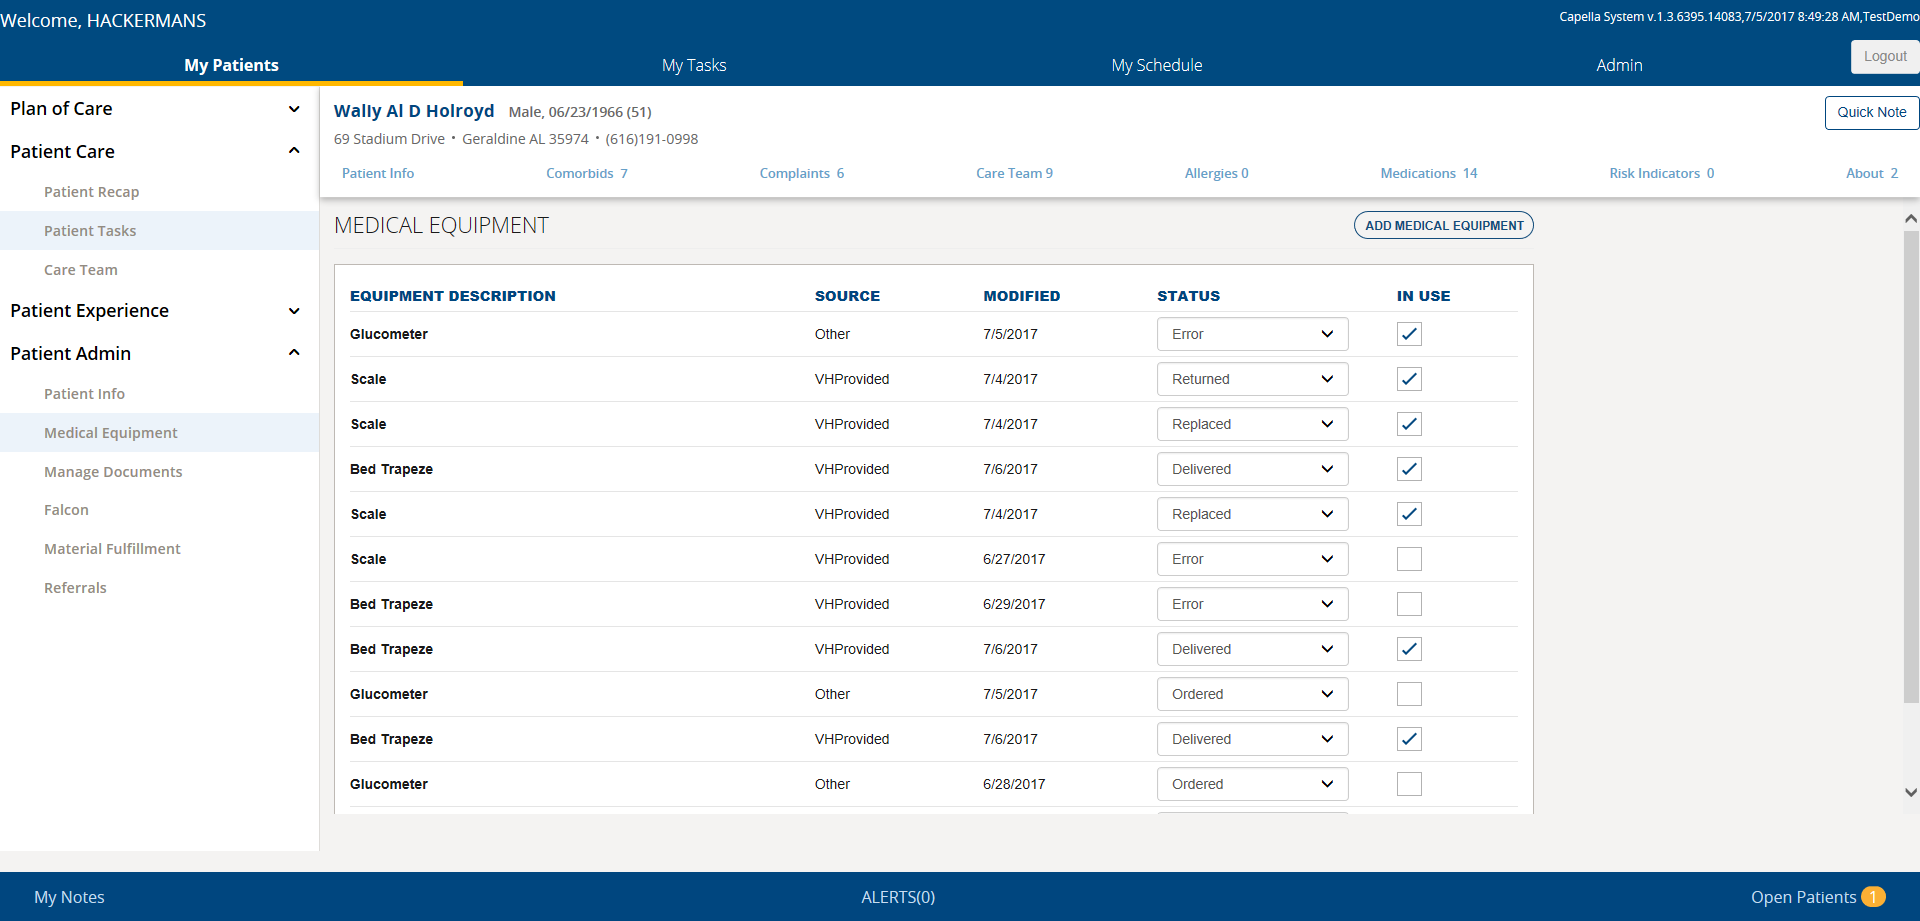 Welcome, HACKERMANS
Capella System v.1.3.6395.14083,7/5/2017 8:49:28 AM,TestDemo
Logout
My Patients
My Tasks
My Schedule
Admin
Plan of Care
Patient Care
Patient Recap
Patient Tasks
Care Team
Patient Experience
Patient Admin
Patient Info
Medical Equipment
Manage Documents
Falcon
Material Fulfillment
Referrals
Wally Al D Holroyd Male, 06/23/1966 (51)
69 Stadium Drive • Geraldine AL 35974 • (616)191-0998
Quick Note
Patient Info Comorbids 7 Complaints 6 Care Team 9 Allergies 0 Medications 14 Risk Indicators 0 About 2
MEDICAL EQUIPMENT
ADD MEDICAL EQUIPMENT
EQUIPMENT DESCRIPTION SOURCE MODIFIED STATUS IN USE
Glucometer Other 7/5/2017 Error
Scale VHProvided 7/4/2017 Returned
Scale VHProvided 7/4/2017 Replaced
Bed Trapeze VHProvided 7/6/2017 Delivered
Scale VHProvided 7/4/2017 Replaced
Scale VHProvided 6/27/2017 Error
Bed Trapeze VHProvided 6/29/2017 Error
Bed Trapeze VHProvided 7/6/2017 Delivered
Glucometer Other 7/5/2017 Ordered
Bed Trapeze VHProvided 7/6/2017 Delivered
Glucometer Other 6/28/2017 Ordered
My Notes
ALERTS(0)
Open Patients 1